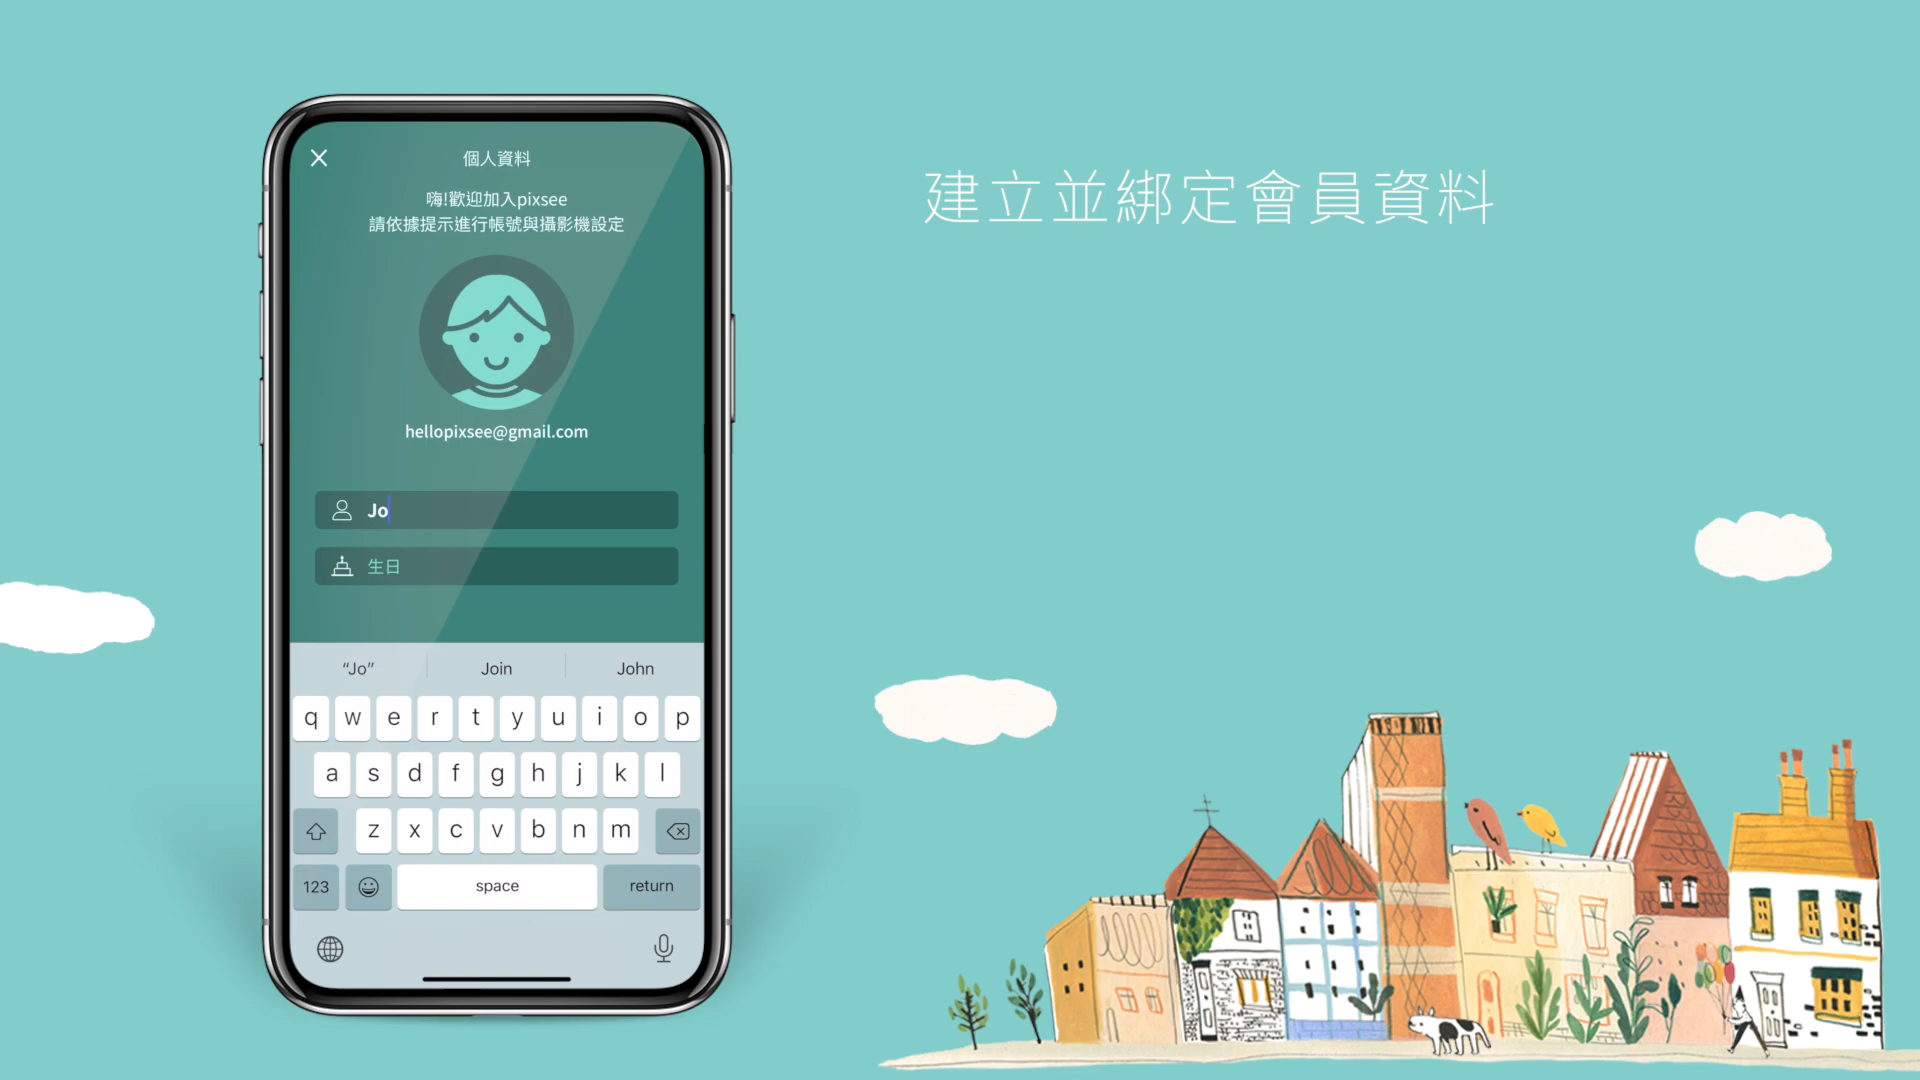 個人資料
嗨!歡迎加入pixsee
請依據提示進行帳號與攝影機設定
hellopixsee@gmail.com
Jo
生日
“Jo” Join John
q w e r t y u i o p
a s d f g h j k l
z x c v b n m
123 space return
建立並綁定會員資料